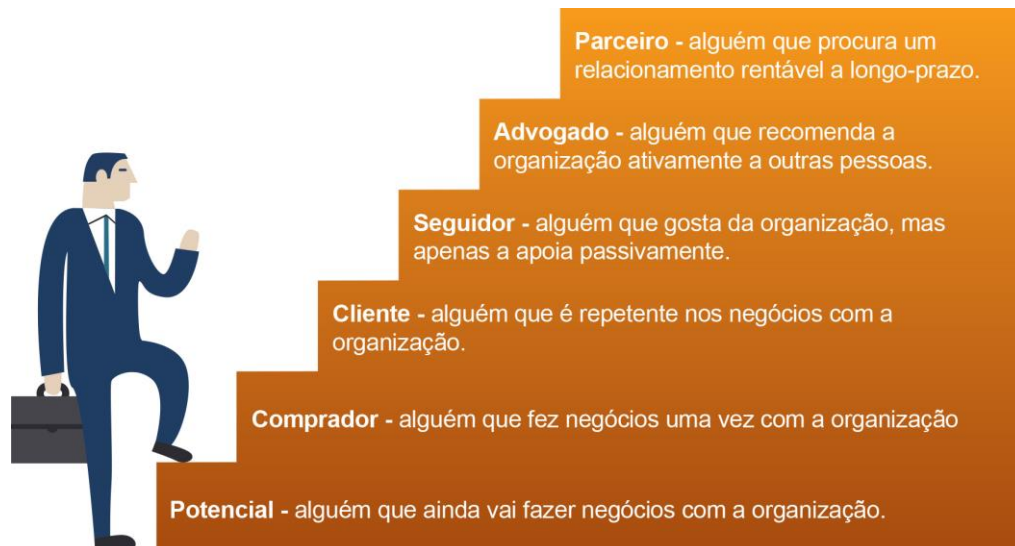 Parceiro - alguém que procura um
relacionamento rentável a longo-prazo.
Advogado - alguém que recomenda a
organização ativamente a outras pessoas.
Seguidor - alguém que gosta da organização, mas
apenas a apoia passivamente.
Cliente - alguém que é repetente nos negócios com a
organização.
Comprador - alguém que fez negócios uma vez com a organização
Potencial - alguém que ainda vai fazer negócios com a organização.